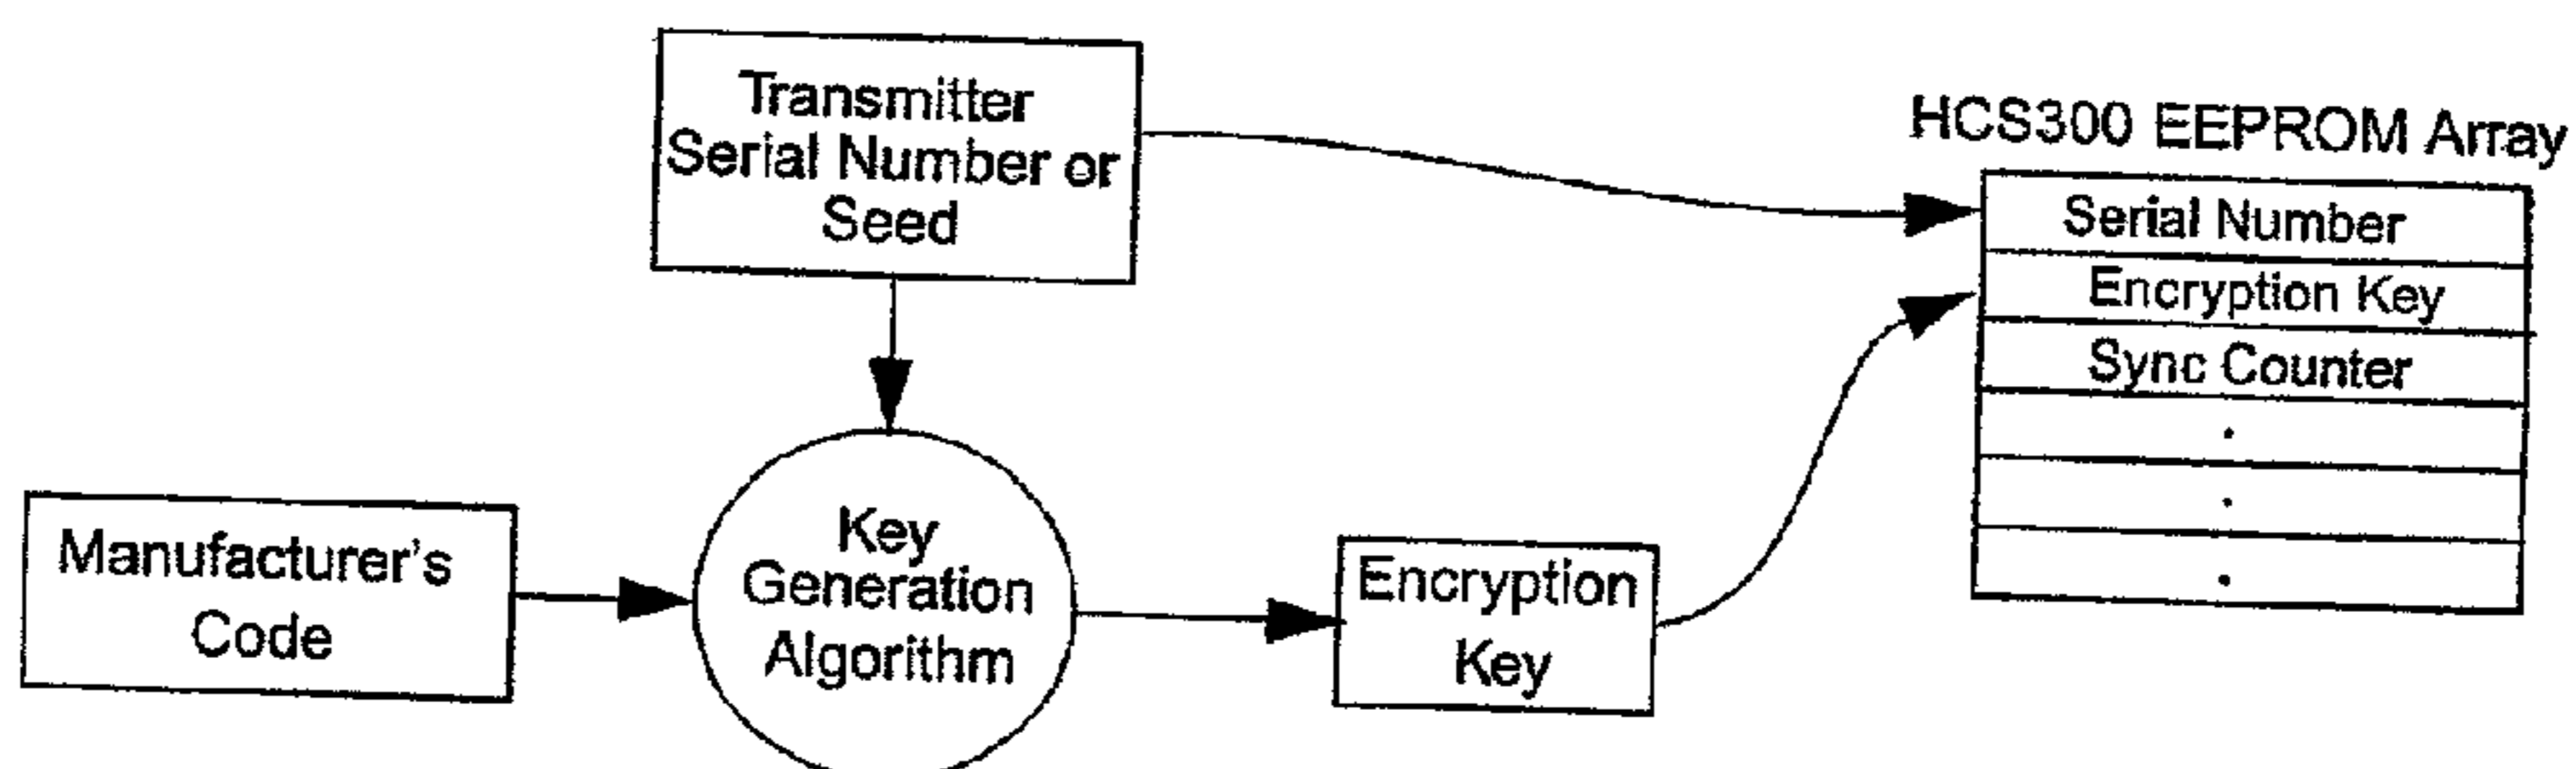 Transmitter
Serial Number or
Seed
HCS300 EEPROM Array
Serial Number
Encryption Key
Sync Counter
.
.
.
Manufacturer's
Code
Key
Generation
Algorithm
Encryption
Key